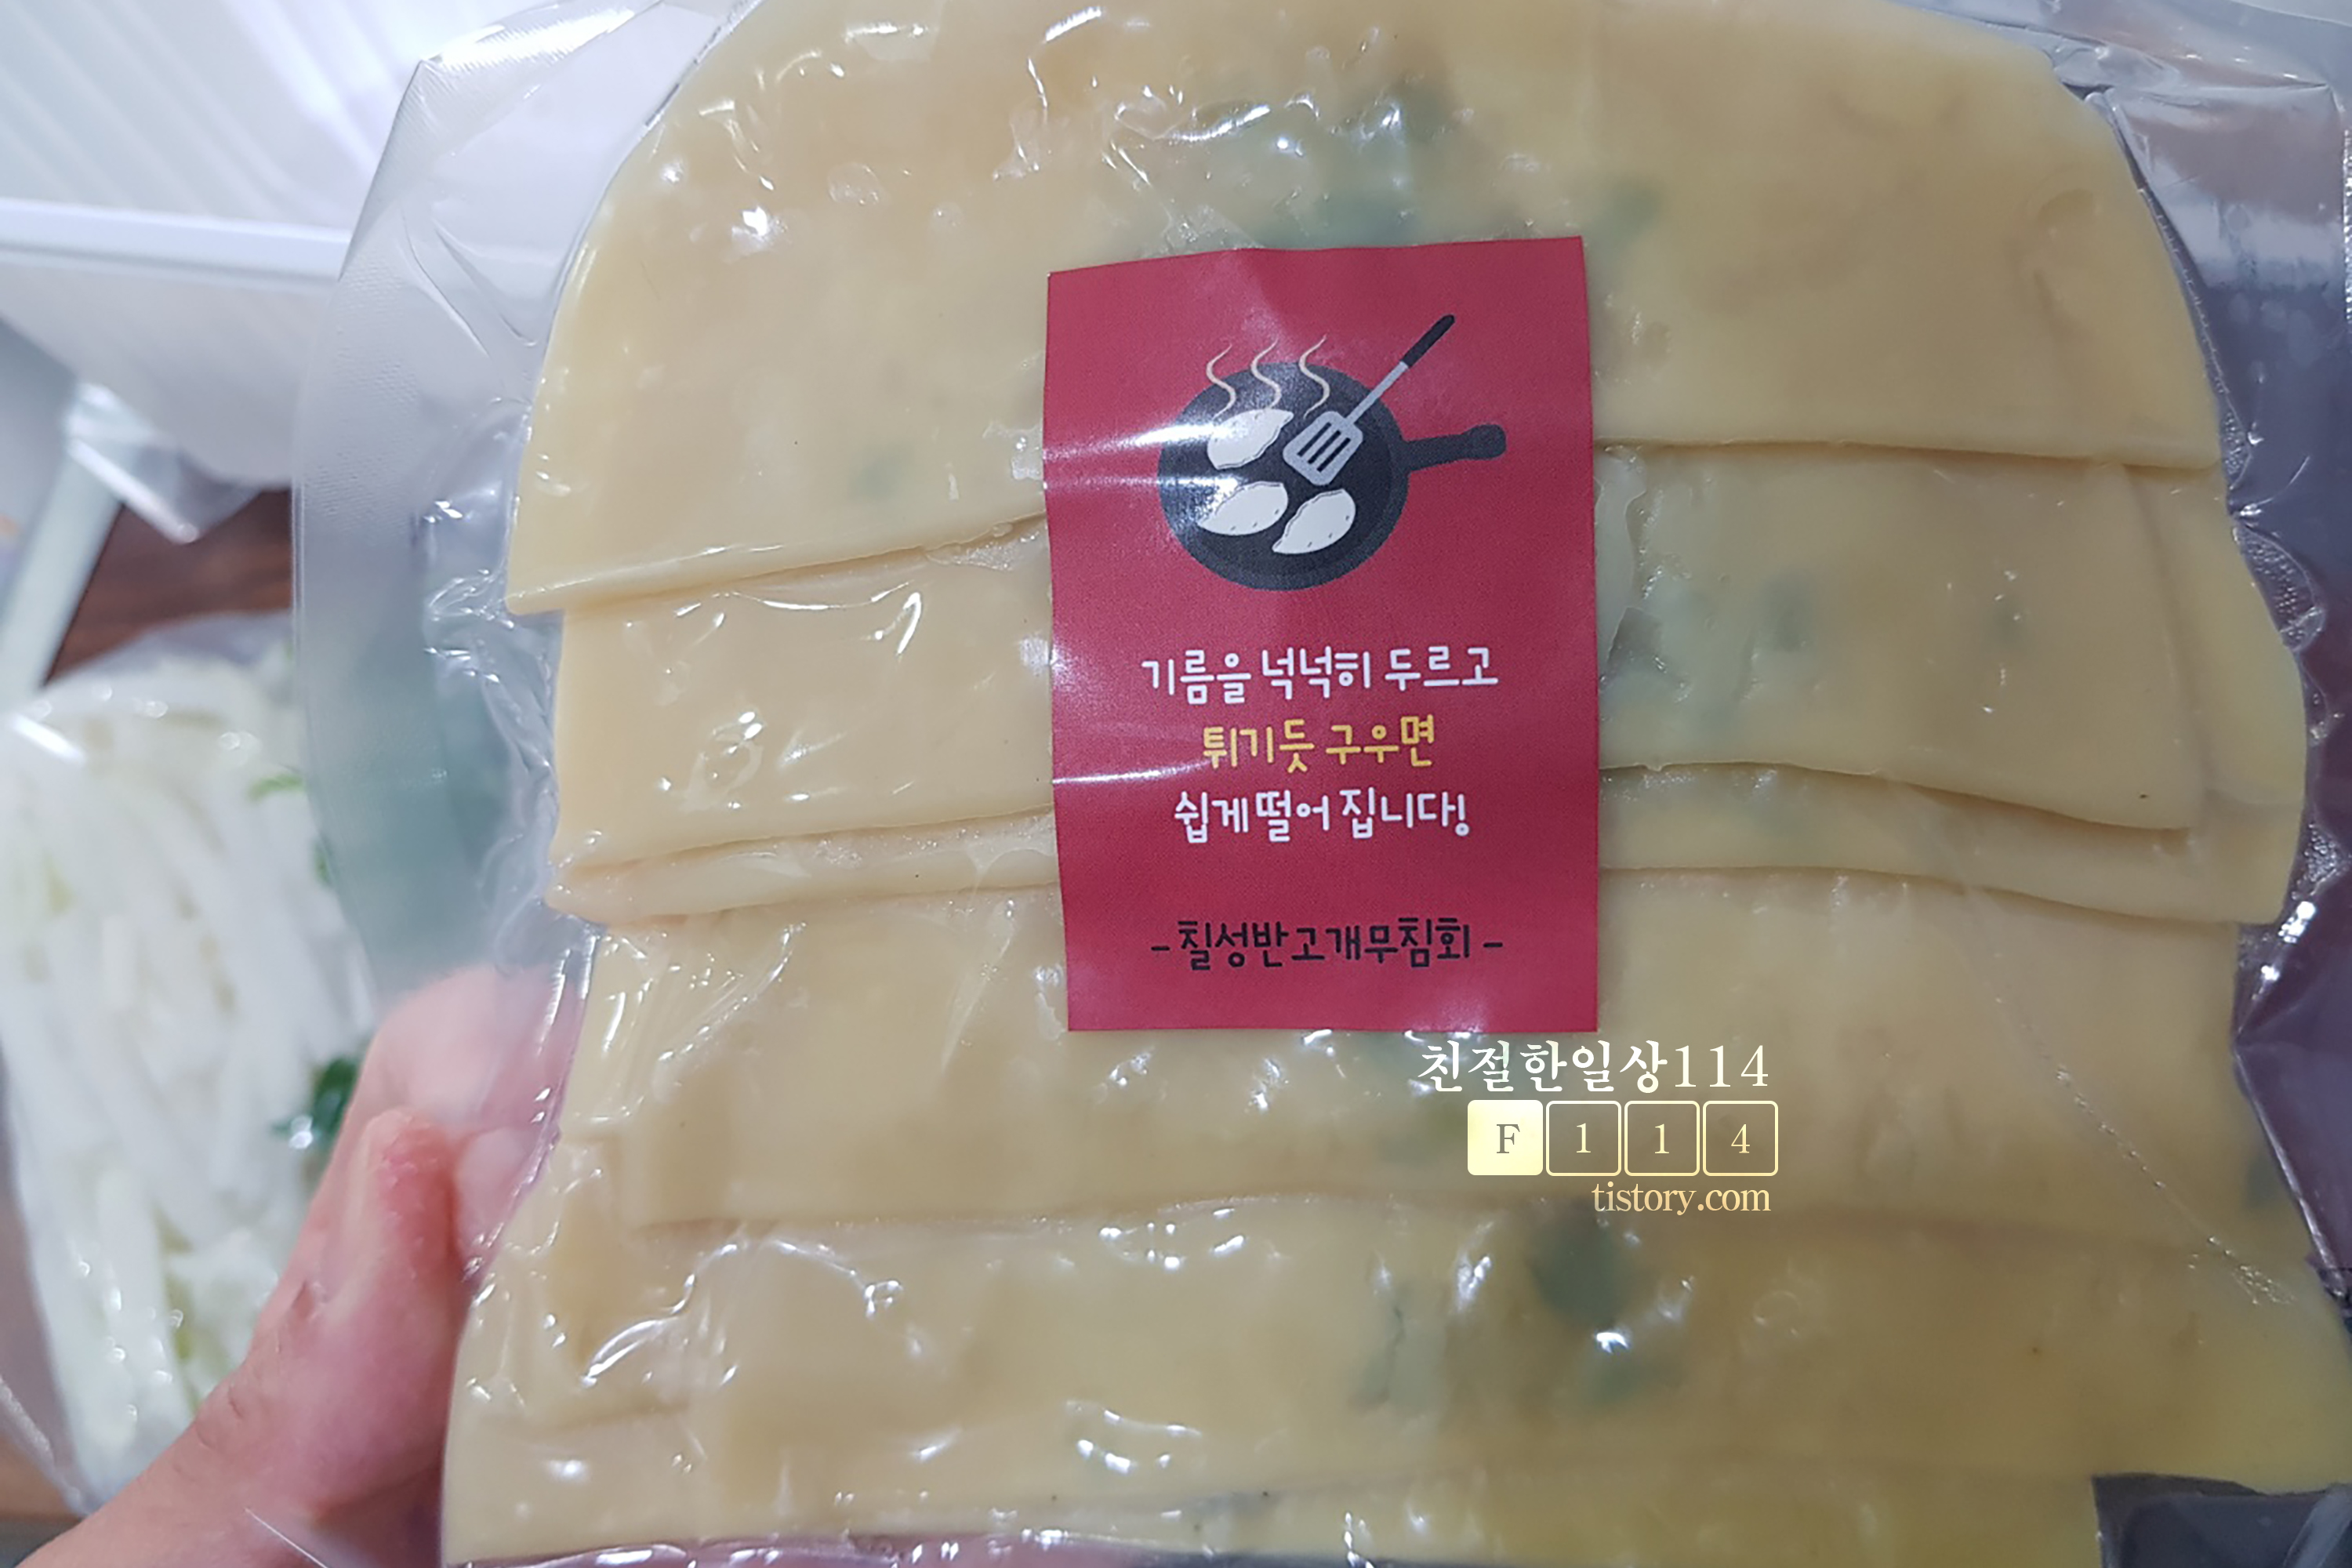 기름을 넉넉히 두르고
튀기듯 구우면
쉽게 떨어 집니다!
-칠성반고개무침회-
친절한일상114
F 1 1 4
tistory.com